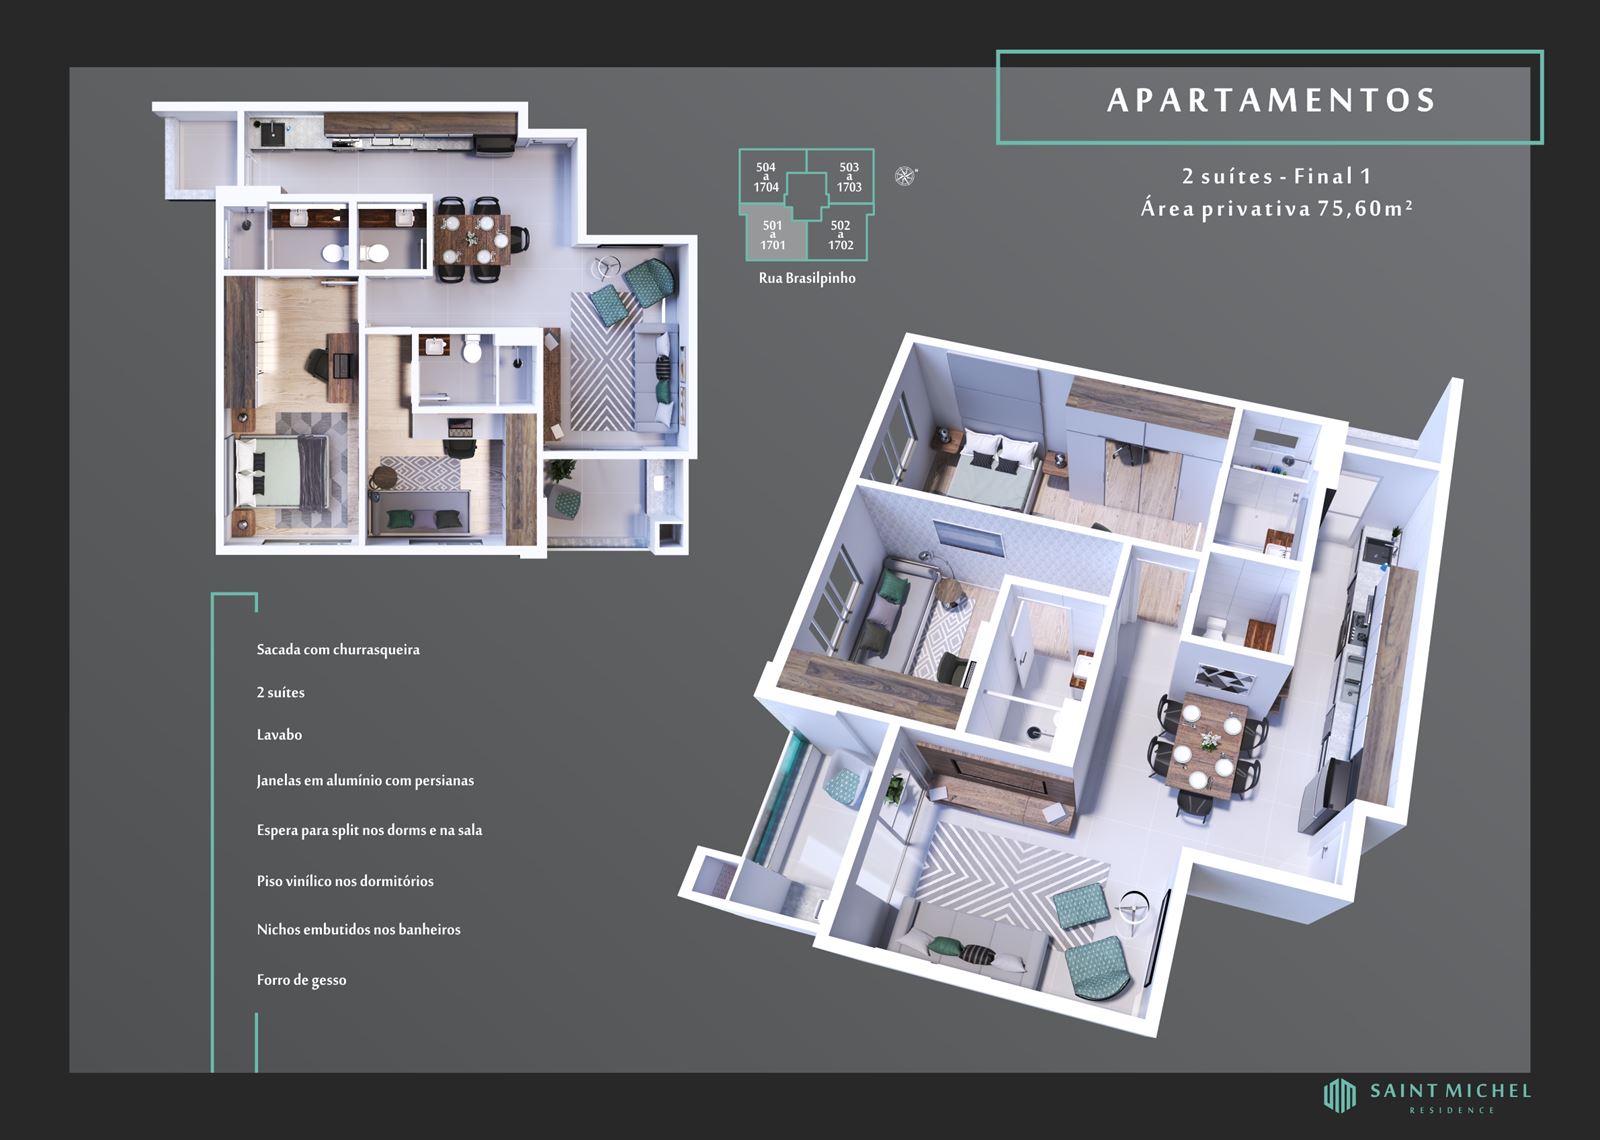 APARTAMENTOS
2 suítes - Final 1
Área privativa 75,60m²
504
a
1704
503
a
1703
501
a
1701
502
a
1702
Rua Brasilpinho
Sacada com churrasqueira
2 suítes
Lavabo
Janelas em alumínio com persianas
Espera para split nos dorms e na sala
Piso vinílico nos dormitórios
Nichos embutidos nos banheiros
Forro de gesso
SAINT MICHEL
RESIDENCE